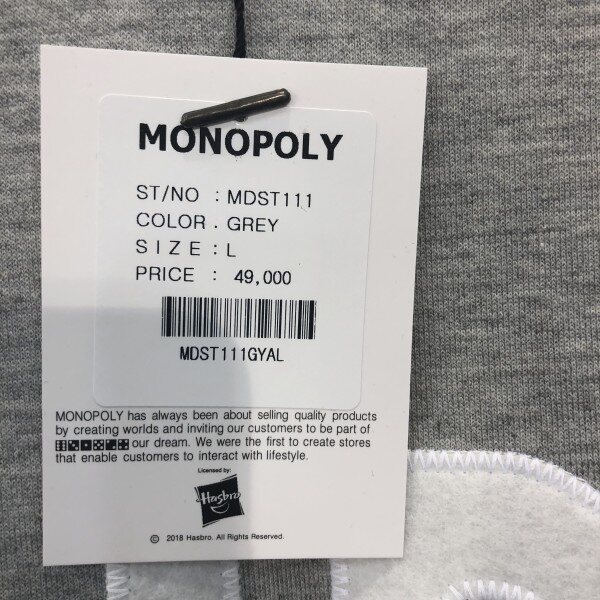 MONOPOLY
ST/NO : MDST111
COLOR . GREY
SIZE : L
PRICE : 49,000
MDST111GYAL
MONOPOLY has always been about selling quality products
by creating worlds and inviting our customers to be part of
our dream. We were the first to create stores
that enable customers to interact with lifestyle.
Licensed by:
Hasbro
© 2018 Hasbro. All Rights Reserved.